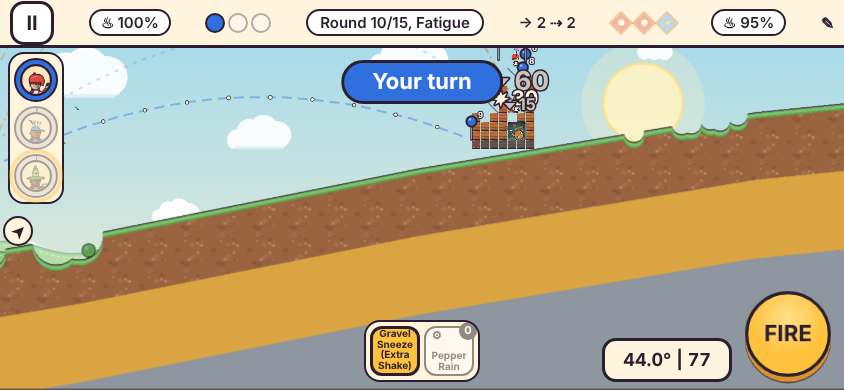 100%
Round 10/15, Fatigue
→ 2 ⇢ 2
95%
Your turn
60
15
Gravel
Sneeze
(Extra
Shake)
0
Pepper
Rain
44.0° | 77
FIRE